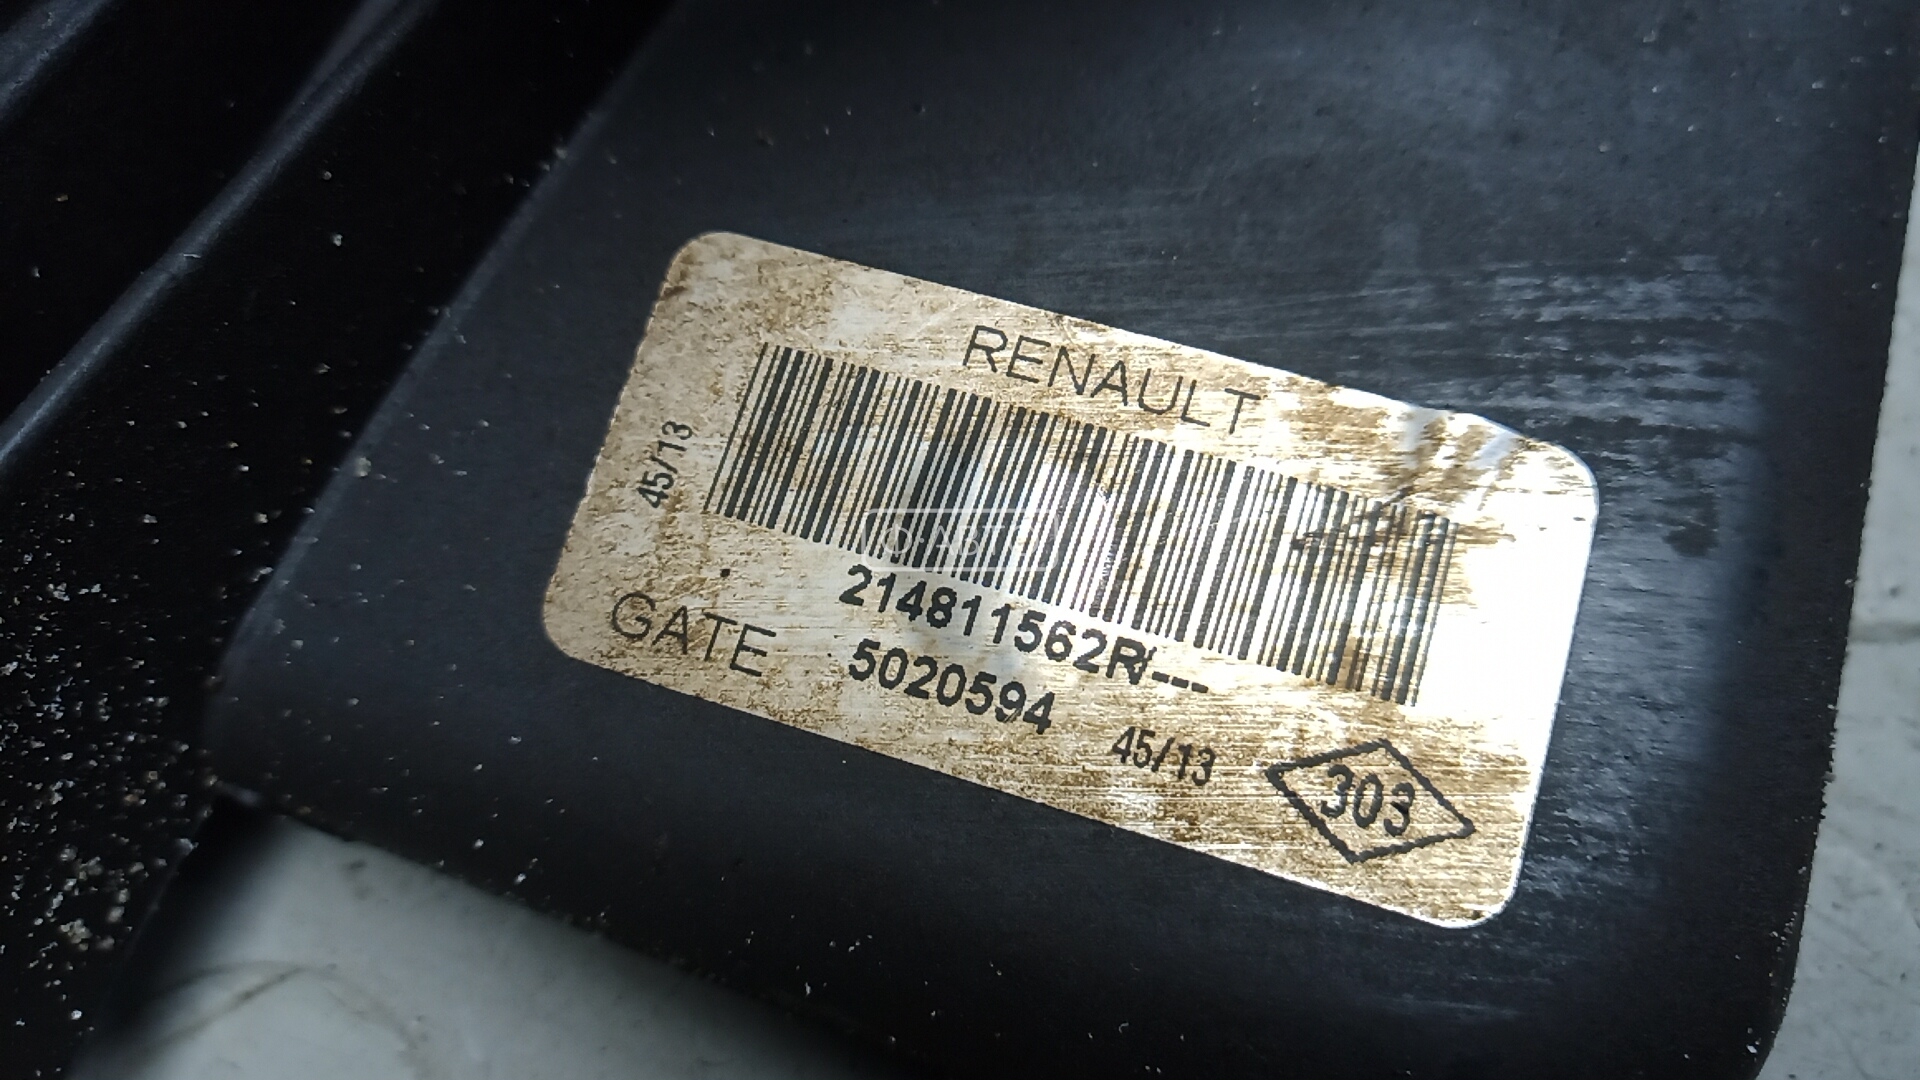 RENAULT
45/13
214811562R/---
GATE 5020594
45/13
303